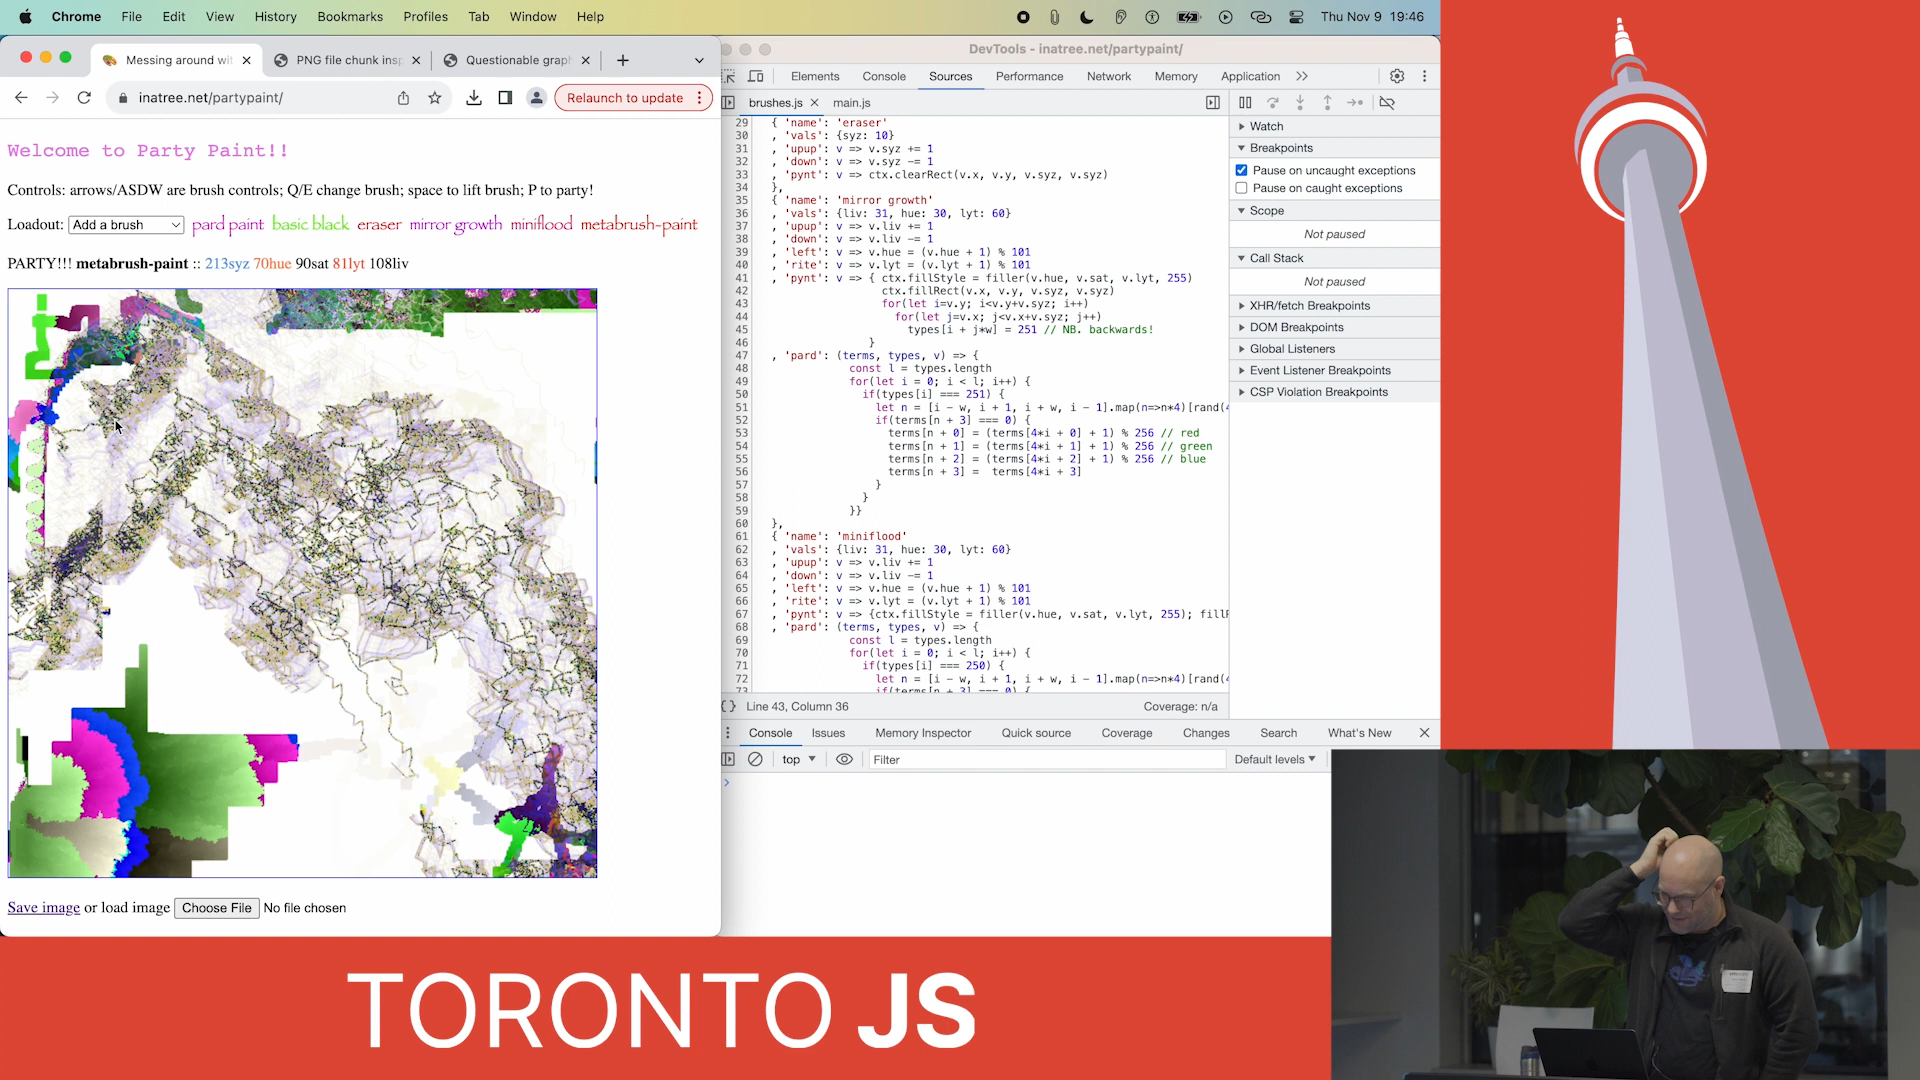 Chrome File Edit View History Bookmarks Profiles Tab Window Help Thu Nov 9 19:46
Messing around wit PNG file chunk insp Questionable graph
inatree.net/partypaint/ Relaunch to update
Welcome to Party Paint!!
Controls: arrows/ASDW are brush controls; Q/E change brush; space to lift brush; P to party!
Loadout: Add a brush pard paint basic black eraser mirror growth miniflood metabrush-paint
PARTY!!! metabrush-paint :: 213syz 70hue 90sat 81lyt 108liv
Save image or load image Choose File No file chosen
DevTools - inatree.net/partypaint/
Elements Console Sources Performance Network Memory Application
brushes.js main.js
29 { 'name': 'eraser'
30 , 'vals': {syz: 10}
31 , 'upup': v => v.syz += 1
32 , 'down': v => v.syz -= 1
33 , 'pynt': v => ctx.clearRect(v.x, v.y, v.syz, v.syz)
34 },
35 { 'name': 'mirror growth'
36 , 'vals': {liv: 31, hue: 30, lyt: 60}
37 , 'upup': v => v.liv += 1
38 , 'down': v => v.liv -= 1
39 , 'left': v => v.hue = (v.hue + 1) % 101
40 , 'rite': v => v.lyt = (v.lyt + 1) % 101
41 , 'pynt': v => { ctx.fillStyle = filler(v.hue, v.sat, v.lyt, 255)
42 ctx.fillRect(v.x, v.y, v.syz, v.syz)
43 for(let i=v.y; i<v.y+v.syz; i++)
44 for(let j=v.x; j<v.x+v.syz; j++)
45 types[i + j*w] = 251 // NB. backwards!
46 }
47 , 'pard': (terms, types, v) => {
48 const l = types.length
49 for(let i = 0; i < l; i++) {
50 if(types[i] === 251) {
51 let n = [i - w, i + 1, i + w, i - 1].map(n=>n*4)[rand(4
52 if(terms[n + 3] === 0) {
53 terms[n + 0] = (terms[4*i + 0] + 1) % 256 // red
54 terms[n + 1] = (terms[4*i + 1] + 1) % 256 // green
55 terms[n + 2] = (terms[4*i + 2] + 1) % 256 // blue
56 terms[n + 3] = terms[4*i + 3]
57 }
58 }
59 }}
60 },
61 { 'name': 'miniflood'
62 , 'vals': {liv: 31, hue: 30, lyt: 60}
63 , 'upup': v => v.liv += 1
64 , 'down': v => v.liv -= 1
65 , 'left': v => v.hue = (v.hue + 1) % 101
66 , 'rite': v => v.lyt = (v.lyt + 1) % 101
67 , 'pynt': v => {ctx.fillStyle = filler(v.hue, v.sat, v.lyt, 255); fillR
68 , 'pard': (terms, types, v) => {
69 const l = types.length
70 for(let i = 0; i < l; i++) {
71 if(types[i] === 250) {
72 let n = [i - w, i + 1, i + w, i - 1].map(n=>n*4)[rand(4
73 if(terms[n + 3] === 0) {
{} Line 43, Column 36 Coverage: n/a
Watch
Breakpoints
Pause on uncaught exceptions
Pause on caught exceptions
Scope
Not paused
Call Stack
Not paused
XHR/fetch Breakpoints
DOM Breakpoints
Global Listeners
Event Listener Breakpoints
CSP Violation Breakpoints
Console Issues Memory Inspector Quick source Coverage Changes Search What's New
top Filter Default levels
TORONTO JS